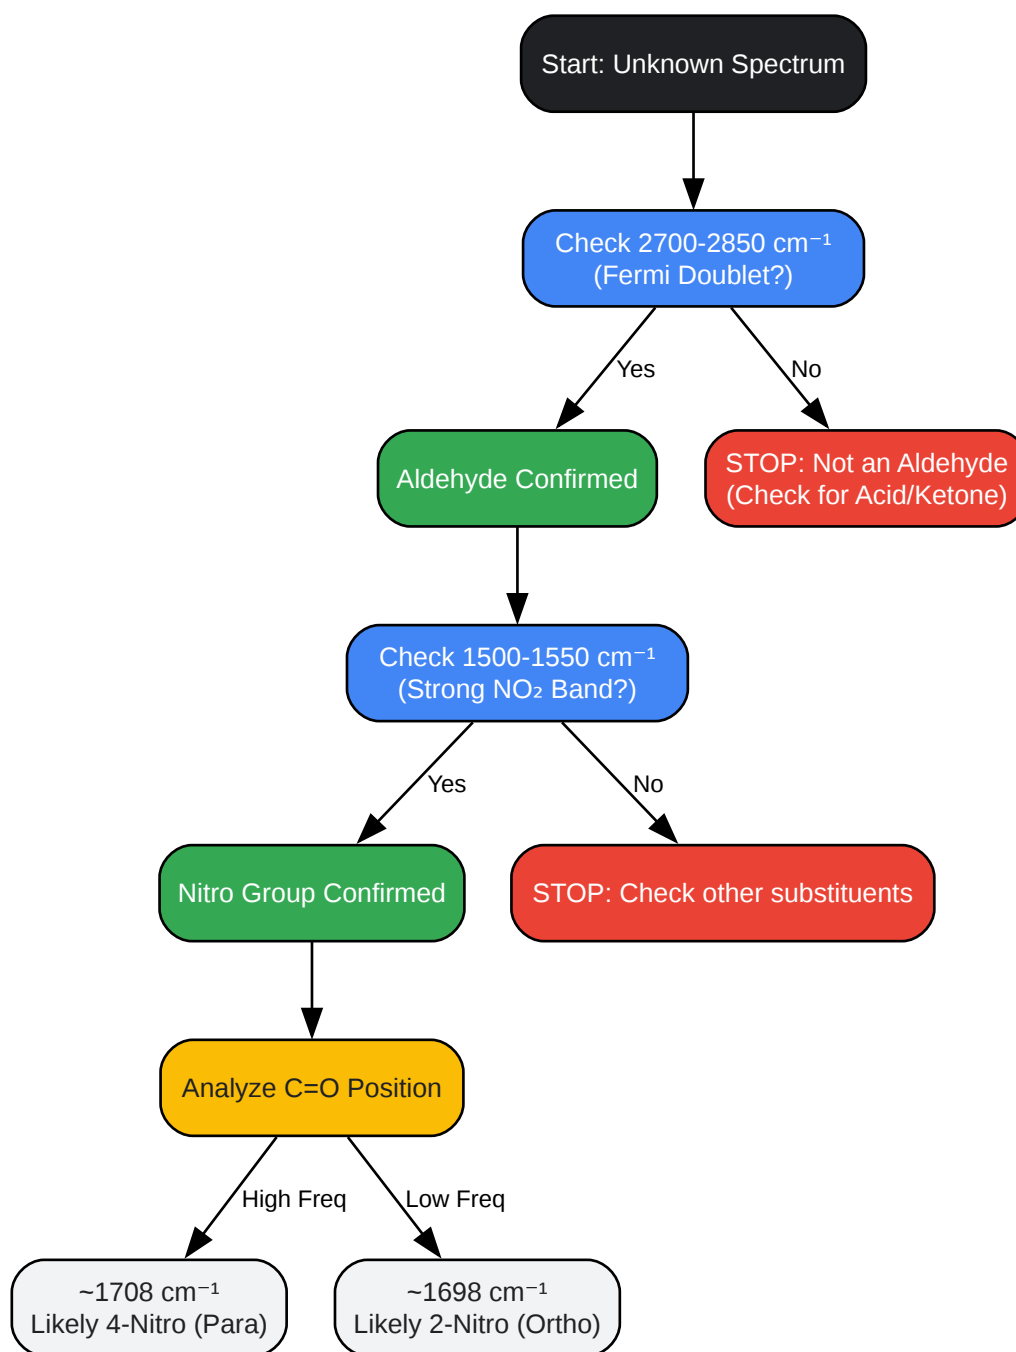 Start: Unknown Spectrum
Check 2700-2850 cm⁻¹
(Fermi Doublet?)
Yes
No
Aldehyde Confirmed
STOP: Not an Aldehyde
(Check for Acid/Ketone)
Check 1500-1550 cm⁻¹
(Strong NO₂ Band?)
Yes
No
Nitro Group Confirmed
STOP: Check other substituents
Analyze C=O Position
High Freq
Low Freq
~1708 cm⁻¹
Likely 4-Nitro (Para)
~1698 cm⁻¹
Likely 2-Nitro (Ortho)